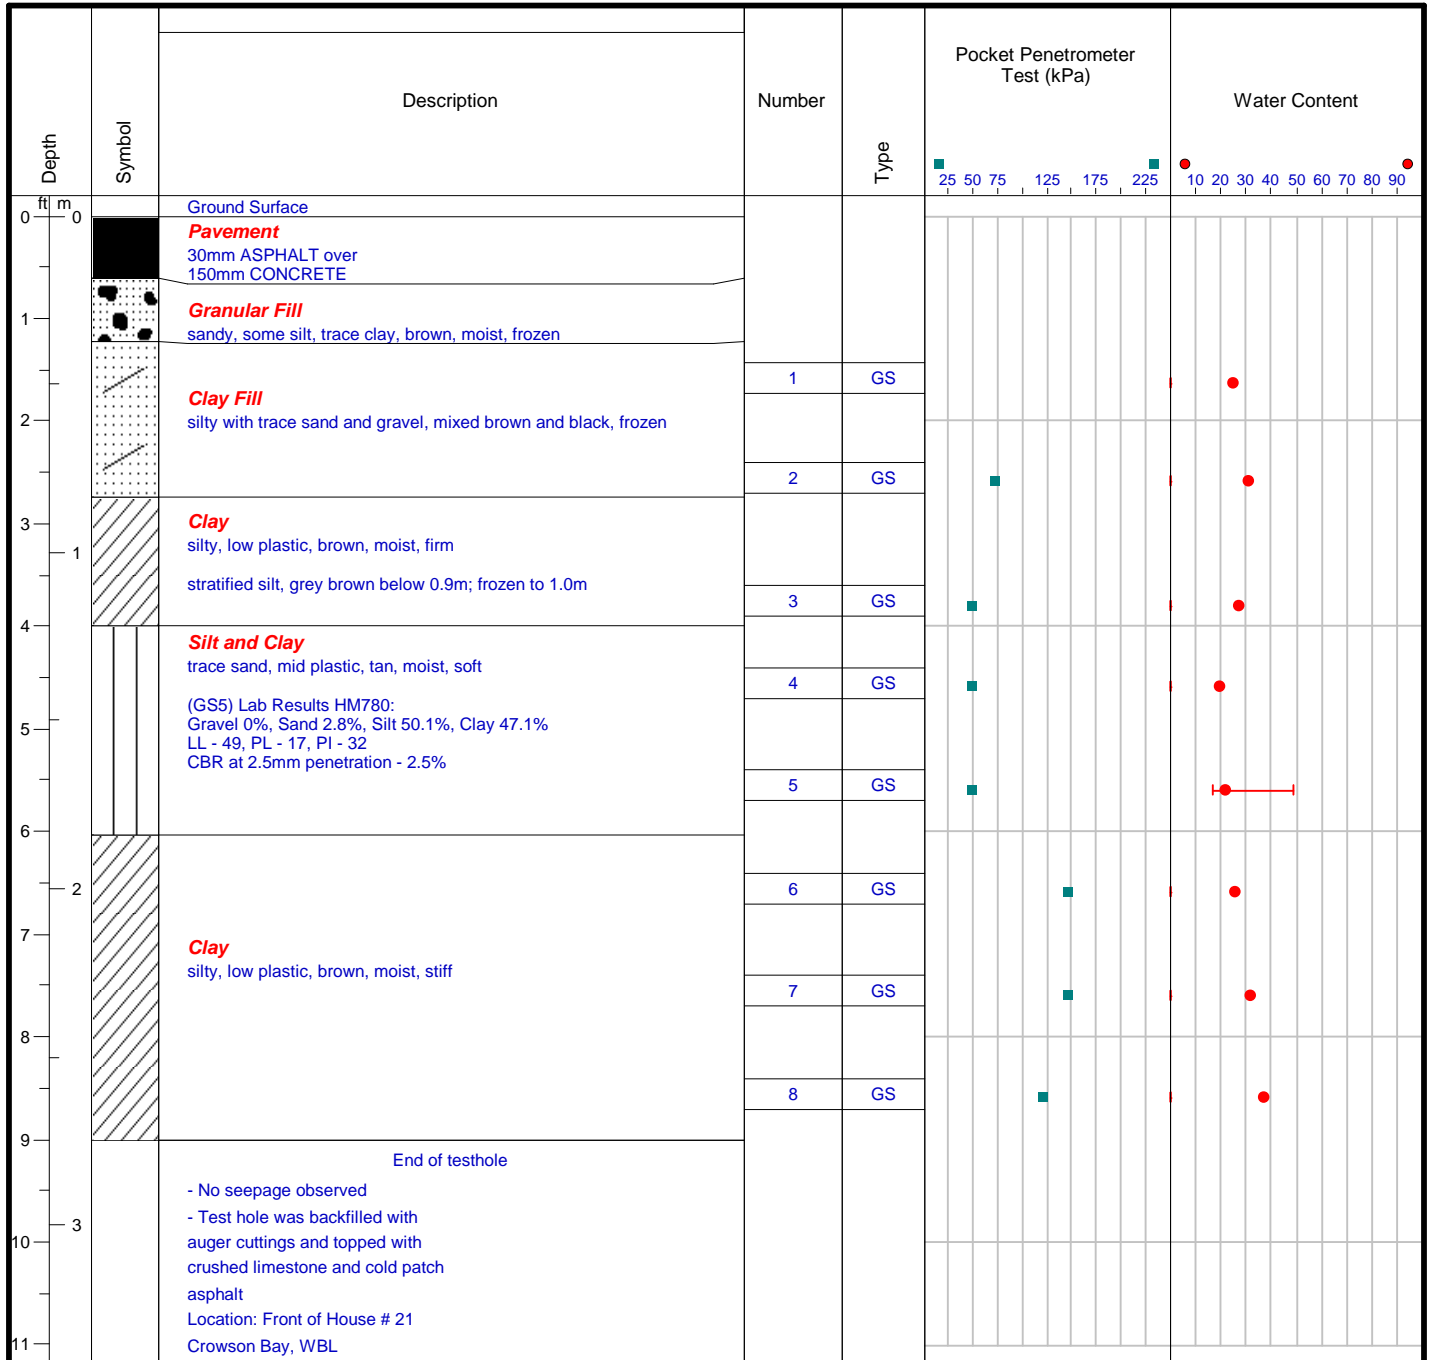 Depth
Symbol
Description
Number
Type
Pocket Penetrometer
Test (kPa)
Water Content
25 50 75 125 175 225
10 20 30 40 50 60 70 80 90
ft m
0 0
Ground Surface
Pavement
30mm ASPHALT over
150mm CONCRETE
Granular Fill
1
sandy, some silt, trace clay, brown, moist, frozen
1 GS
Clay Fill
2
silty with trace sand and gravel, mixed brown and black, frozen
2 GS
Clay
3
silty, low plastic, brown, moist, firm
1
stratified silt, grey brown below 0.9m; frozen to 1.0m
3 GS
4
Silt and Clay
trace sand, mid plastic, tan, moist, soft
4 GS
(GS5) Lab Results HM780:
Gravel 0%, Sand 2.8%, Silt 50.1%, Clay 47.1%
5
LL - 49, PL - 17, PI - 32
CBR at 2.5mm penetration - 2.5%
5 GS
6
2
6 GS
7
Clay
silty, low plastic, brown, moist, stiff
7 GS
8
8 GS
9
End of testhole
- No seepage observed
- Test hole was backfilled with
3
auger cuttings and topped with
10
crushed limestone and cold patch
asphalt
Location: Front of House # 21
Crowson Bay, WBL
11